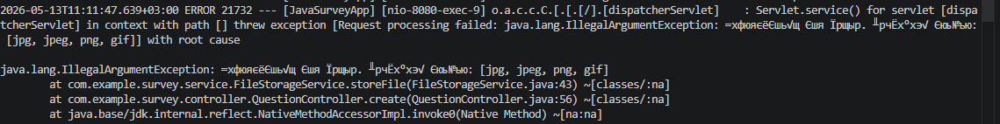 2026-05-13T11:11:47.639+03:00 ERROR 21732 --- [JavaSurveyApp] [nio-8080-exec-9] o.a.c.c.C.[.[.[/].[dispatcherServlet]    : Servlet.service() for servlet [dispa
tcherServlet] in context with path [] threw exception [Request processing failed: java.lang.IllegalArgumentException: ═хфюяєёЄшь√щ Єшя Їрщыр. ╨рчЁх°хэ√ Єюы№ъю:
[jpg, jpeg, png, gif]] with root cause
java.lang.IllegalArgumentException: ═хфюяєёЄшь√щ Єшя Їрщыр. ╨рчЁх°хэ√ Єюы№ъю: [jpg, jpeg, png, gif]
at com.example.survey.service.FileStorageService.storeFile(FileStorageService.java:43) ~[classes/:na]
at com.example.survey.controller.QuestionController.create(QuestionController.java:56) ~[classes/:na]
at java.base/jdk.internal.reflect.NativeMethodAccessorImpl.invoke0(Native Method) ~[na:na]